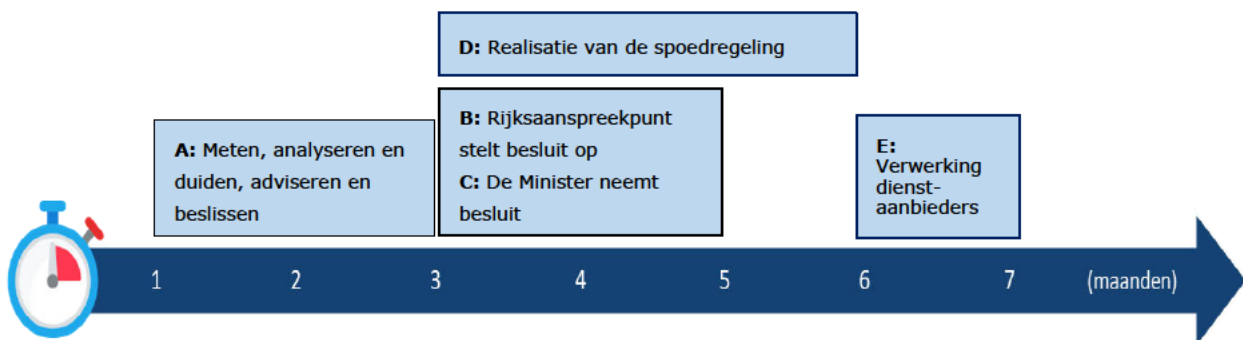 D: Realisatie van de spoedregeling
A: Meten, analyseren en
duiden, adviseren en
beslissen
B: Rijksaanspreekpunt
stelt besluit op
C: De Minister neemt
besluit
E:
Verwerking
dienst-
aanbieders
1 2 3 4 5 6 7 (maanden)